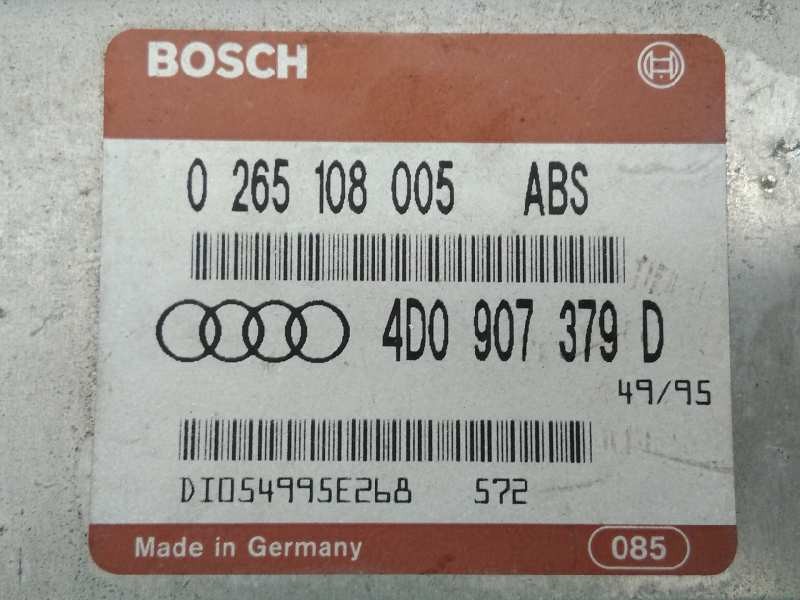 BOSCH
0 265 108 005 ABS
4D0 907 379 D
49/95
DI054995E268 572
Made in Germany 085